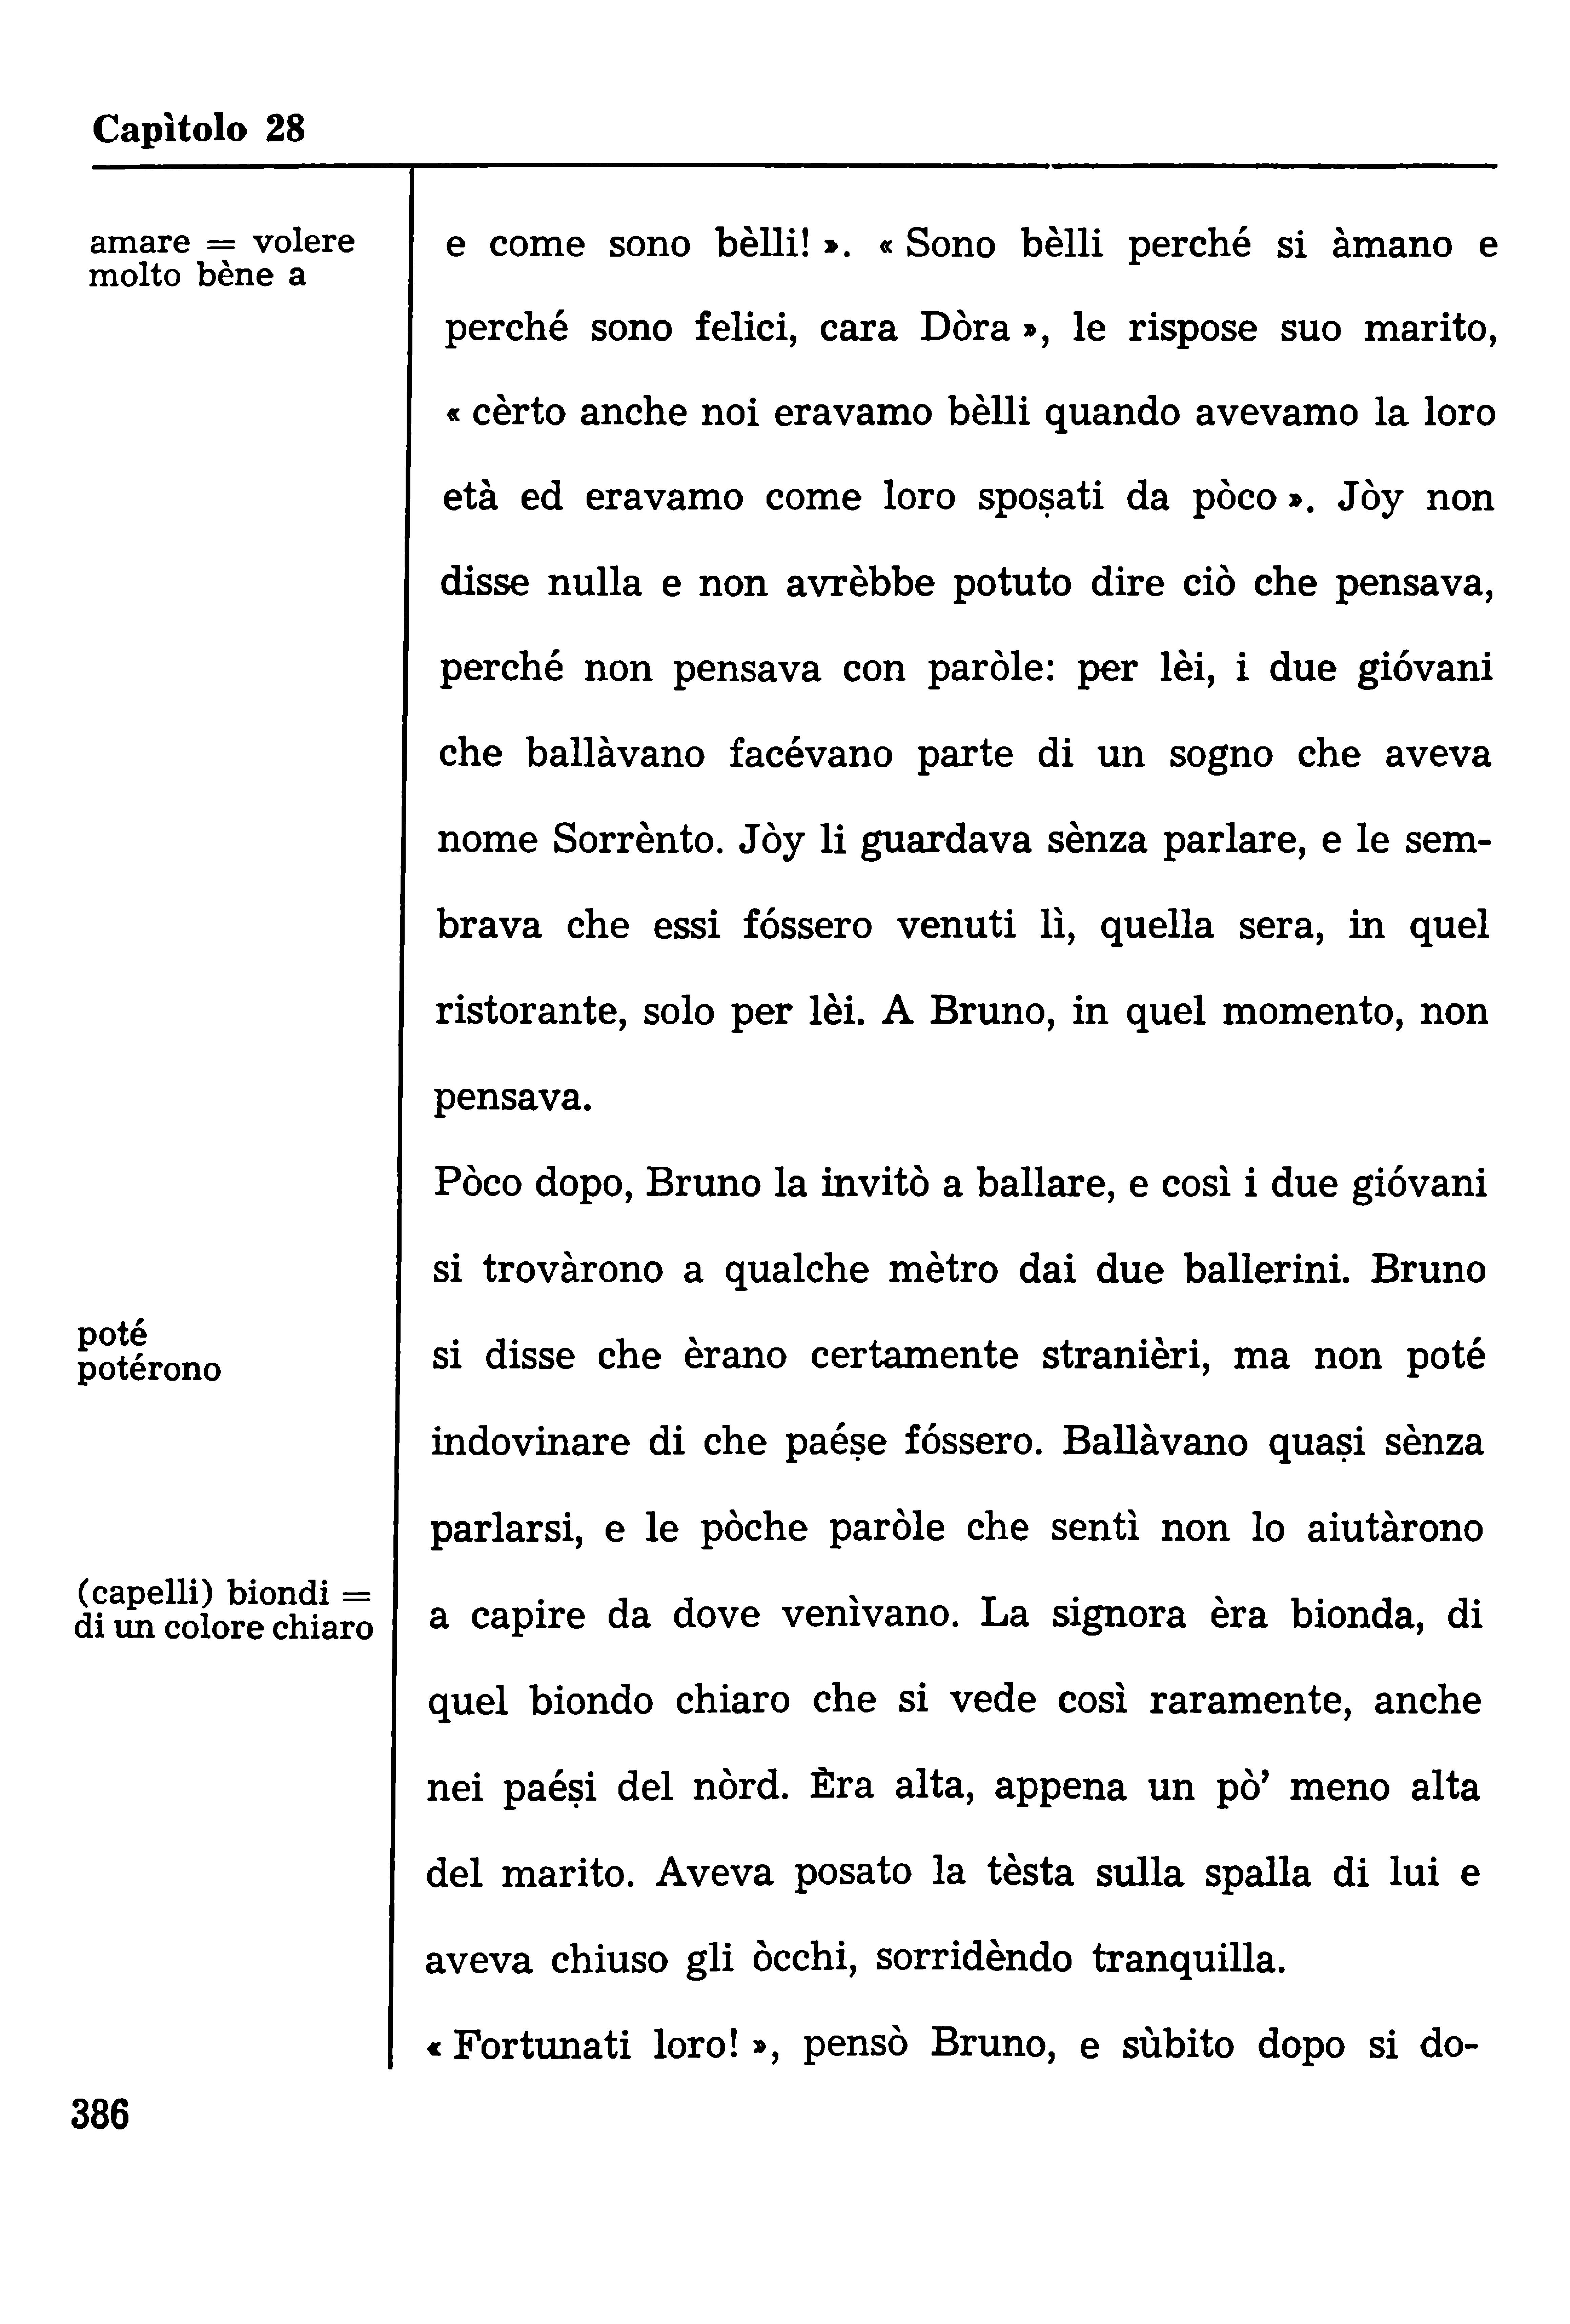 Capìtolo 28
amare = volere
molto bène a
e come sono bèlli! ». « Sono bèlli perché si àmano e
perché sono felici, cara Dòra », le rispose suo marito,
« cèrto anche noi eravamo bèlli quando avevamo la loro
età ed eravamo come loro spoṣati da pòco ». Jòy non
disse nulla e non avrèbbe potuto dire ciò che pensava,
perché non pensava con paròle: per lèi, i due gióvani
che ballàvano facévano parte di un sogno che aveva
nome Sorrènto. Jòy li guardava sènza parlare, e le sem-
brava che essi fóssero venuti lì, quella sera, in quel
ristorante, solo per lèi. A Bruno, in quel momento, non
pensava.
Pòco dopo, Bruno la invitò a ballare, e così i due gióvani
si trovàrono a qualche mètro dai due ballerini. Bruno
poté
potérono
si disse che èrano certamente stranièri, ma non poté
indovinare di che paéṣe fóssero. Ballàvano quaṣi sènza
parlarsi, e le pòche paròle che sentì non lo aiutàrono
(capelli) biondi =
di un colore chiaro
a capire da dove venìvano. La signora èra bionda, di
quel biondo chiaro che si vede così raramente, anche
nei paéṣi del nòrd. Èra alta, appena un pò’ meno alta
del marito. Aveva posato la tèsta sulla spalla di lui e
aveva chiuso gli òcchi, sorridèndo tranquilla.
« Fortunati loro! », pensò Bruno, e sùbito dopo si do-
386